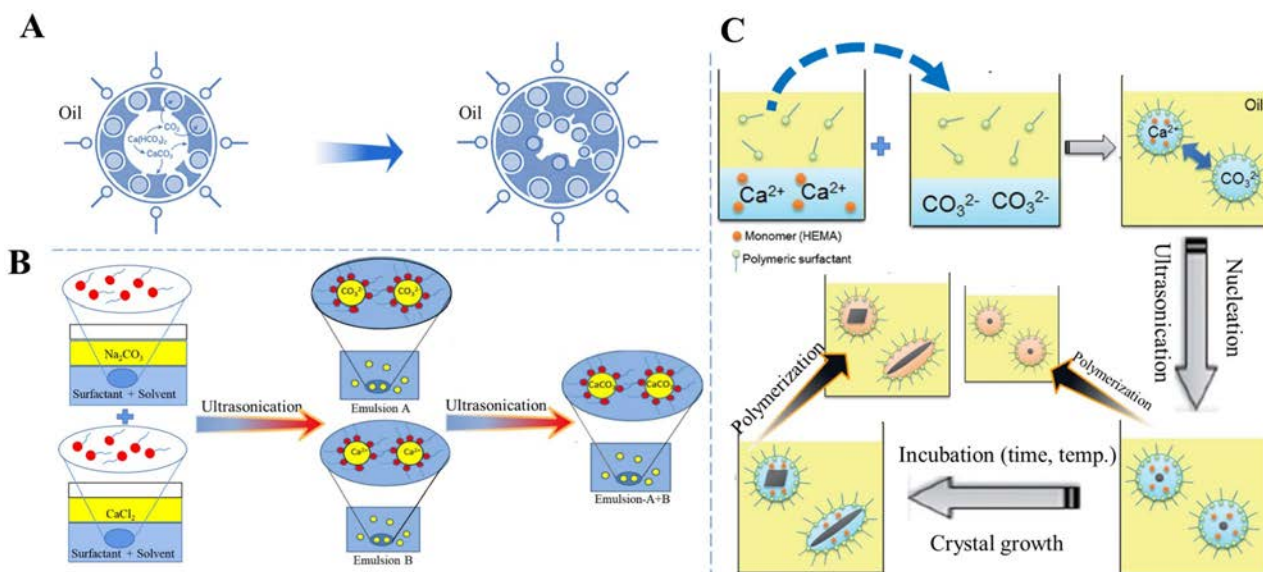 A
Oil
CO₂
Ca(HCO₃)₂
CaCO₃
Oil
B
Na₂CO₃
Surfactant + Solvent
+
CaCl₂
Surfactant + Solvent
Ultrasonication
CO₃²⁻ CO₃²⁻
Emulsion A
Ca²⁺ Ca²⁺
Emulsion B
Ultrasonication
CaCO₃ CaCO₃
Emulsion-A+B
C
Ca²⁺ Ca²⁺
+
CO₃²⁻ CO₃²⁻
Oil
Ca²⁺
CO₃²⁻
Monomer (HEMA)
Polymeric surfactant
Nucleation
Ultrasonication
Polymerization
Polymerization
Incubation (time, temp.)
Crystal growth